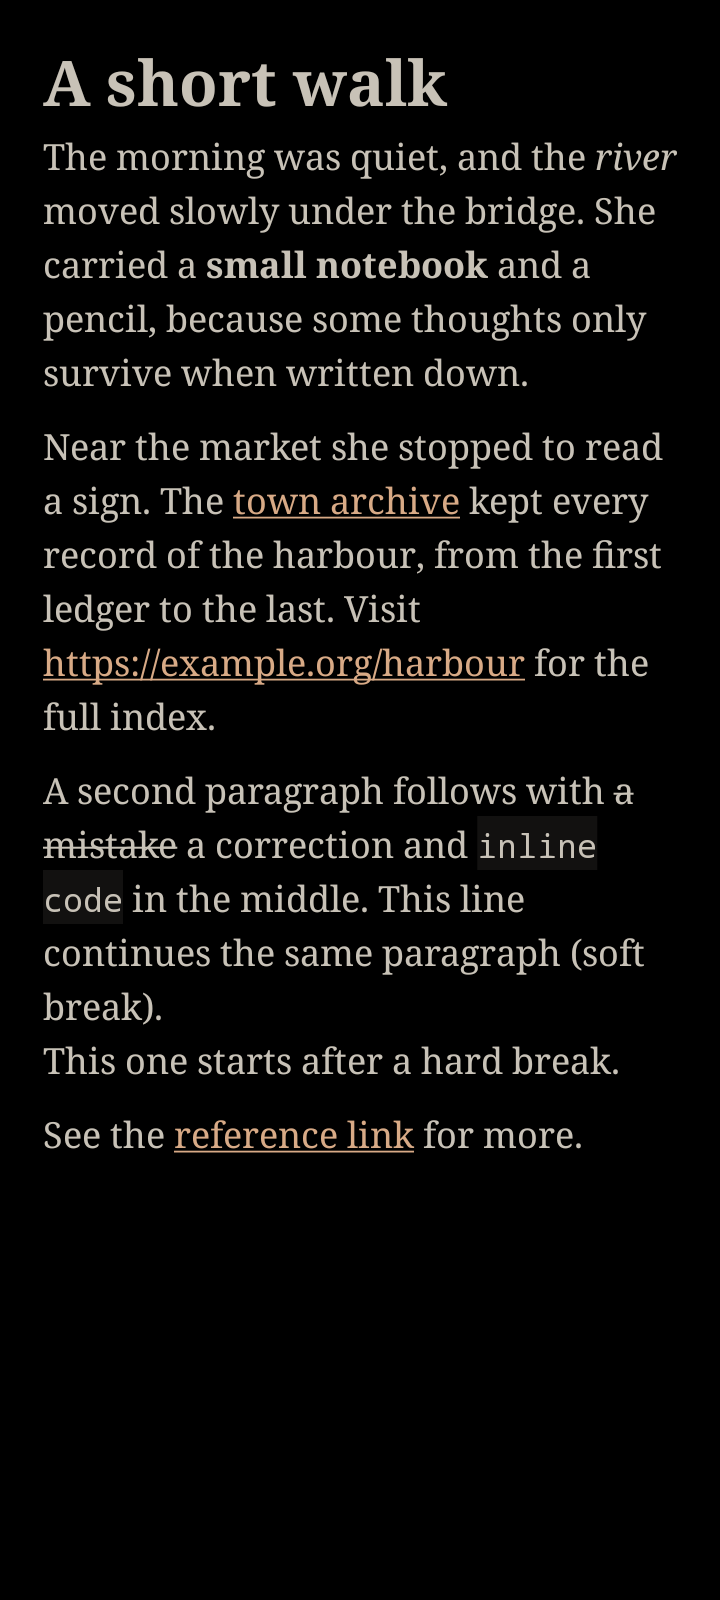 A short walk
The morning was quiet, and the river
moved slowly under the bridge. She
carried a small notebook and a
pencil, because some thoughts only
survive when written down.
Near the market she stopped to read
a sign. The town archive kept every
record of the harbour, from the first
ledger to the last. Visit
https://example.org/harbour for the
full index.
A second paragraph follows with a
mistake a correction and inline
code in the middle. This line
continues the same paragraph (soft
break).
This one starts after a hard break.
See the reference link for more.